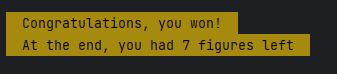 Congratulations, you won!
At the end, you had 7 figures left